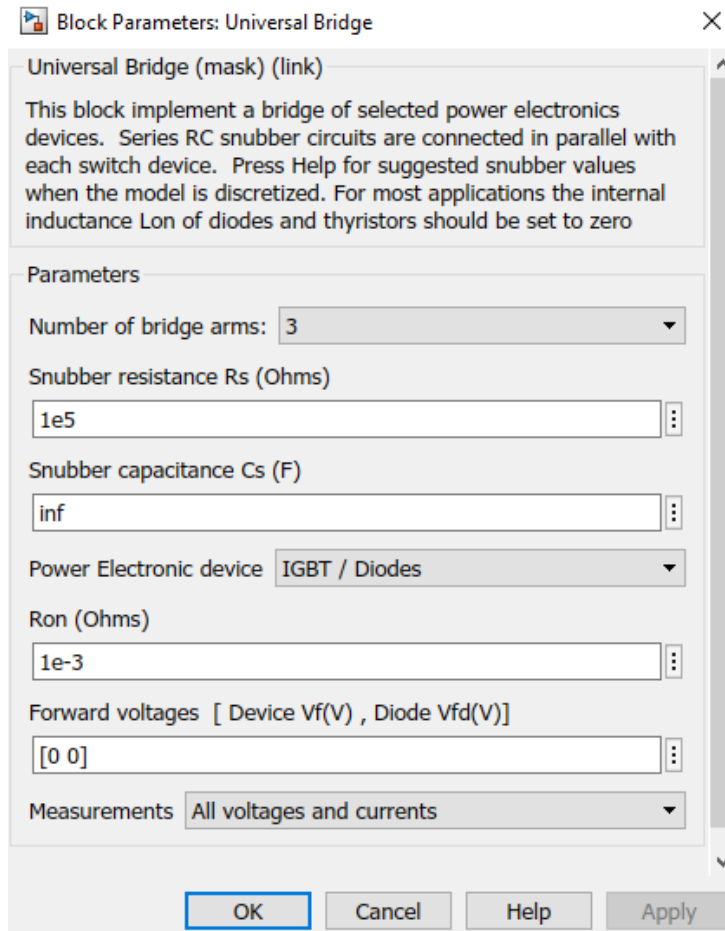 Block Parameters: Universal Bridge
Universal Bridge (mask) (link)
This block implement a bridge of selected power electronics
devices.  Series RC snubber circuits are connected in parallel with
each switch device.  Press Help for suggested snubber values
when the model is discretized. For most applications the internal
inductance Lon of diodes and thyristors should be set to zero
Parameters
Number of bridge arms: 3
Snubber resistance Rs (Ohms)
1e5
Snubber capacitance Cs (F)
inf
Power Electronic device IGBT / Diodes
Ron (Ohms)
1e-3
Forward voltages  [ Device Vf(V) , Diode Vfd(V)]
[0 0]
Measurements All voltages and currents
OK Cancel Help Apply